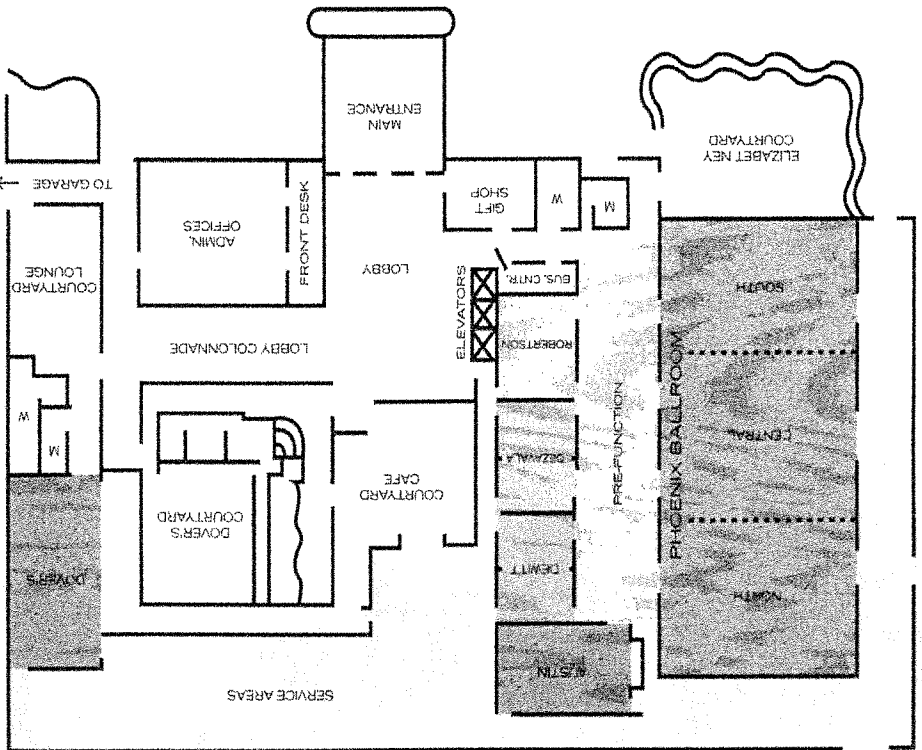 SERVICE AREAS
AUSTIN
NORTH
DEWITT
DOVER'S
DOVER'S
COURTYARD
COURTYARD
CAFE
PRE-FUNCTION
PHOENIX BALLROOM
DEZAVALA
CENTRAL
M
W
ROBERTSON
ELEVATORS
LOBBY COLONNADE
BUS. CNTR.
SOUTH
LOBBY
COURTYARD
LOUNGE
FRONT DESK
ADMIN.
OFFICES
GIFT
SHOP
W
M
TO GARAGE
ELIZABET NEY
COURTYARD
MAIN
ENTRANCE